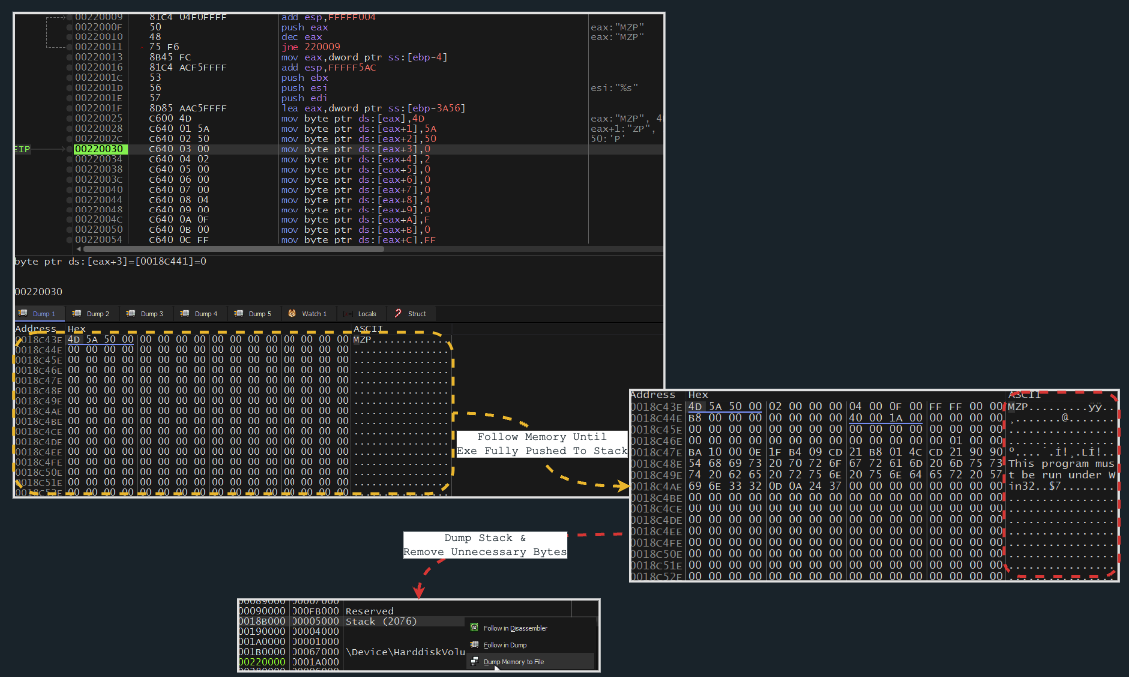 00220009 81C4 04F0FFFF add esp,FFFFF004
0022000F 50 push eax eax:"MZP"
00220010 48 dec eax eax:"MZP"
00220011 75 F6 jne 220009
00220013 8B45 FC mov eax,dword ptr ss:[ebp-4]
00220016 81C4 ACF5FFFF add esp,FFFFF5AC
0022001C 53 push ebx
0022001D 56 push esi esi:"%s"
0022001E 57 push edi
0022001F 8D85 AAC5FFFF lea eax,dword ptr ss:[ebp-3A56]
00220025 C600 4D mov byte ptr ds:[eax],4D eax:"MZP", 4
00220028 C640 01 5A mov byte ptr ds:[eax+1],5A eax+1:"ZP",
0022002C C640 02 50 mov byte ptr ds:[eax+2],50 50:'P'
EIP 00220030 C640 03 00 mov byte ptr ds:[eax+3],0
00220034 C640 04 02 mov byte ptr ds:[eax+4],2
00220038 C640 05 00 mov byte ptr ds:[eax+5],0
0022003C C640 06 00 mov byte ptr ds:[eax+6],0
00220040 C640 07 00 mov byte ptr ds:[eax+7],0
00220044 C640 08 04 mov byte ptr ds:[eax+8],4
00220048 C640 09 00 mov byte ptr ds:[eax+9],0
0022004C C640 0A 0F mov byte ptr ds:[eax+A],F
00220050 C640 0B 00 mov byte ptr ds:[eax+B],0
00220054 C640 0C FF mov byte ptr ds:[eax+C],FF
byte ptr ds:[eax+3]=[0018C441]=0
00220030
Dump 1 Dump 2 Dump 3 Dump 4 Dump 5 Watch 1 Locals Struct
Address Hex ASCII
0018C43E 4D 5A 50 00 00 00 00 00 00 00 00 00 00 00 00 00 MZP.............
0018C44E 00 00 00 00 00 00 00 00 00 00 00 00 00 00 00 00 ................
0018C45E 00 00 00 00 00 00 00 00 00 00 00 00 00 00 00 00 ................
0018C46E 00 00 00 00 00 00 00 00 00 00 00 00 00 00 00 00 ................
0018C47E 00 00 00 00 00 00 00 00 00 00 00 00 00 00 00 00 ................
0018C48E 00 00 00 00 00 00 00 00 00 00 00 00 00 00 00 00 ................
0018C49E 00 00 00 00 00 00 00 00 00 00 00 00 00 00 00 00 ................
0018C4AE 00 00 00 00 00 00 00 00 00 00 00 00 00 00 00 00 ................
0018C4BE 00 00 00 00 00 00 00 00 00 00 00 00 00 00 00 00 ................
0018C4CE 00 00 00 00 00 00 00 00 00 00 00 00 00 00 00 00 ................
0018C4DE 00 00 00 00 00 00 00 00 00 00 00 00 00 00 00 00 ................
0018C4EE 00 00 00 00 00 00 00 00 00 00 00 00 00 00 00 00 ................
0018C4FE 00 00 00 00 00 00 00 00 00 00 00 00 00 00 00 00 ................
0018C50E 00 00 00 00 00 00 00 00 00 00 00 00 00 00 00 00 ................
0018C51E 00 00 00 00 00 00 00 00 00 00 00 00 00 00 00 00 ................
Follow Memory Until
Exe Fully Pushed To Stack
Address Hex ASCII
0018C43E 4D 5A 50 00 02 00 00 00 04 00 0F 00 FF FF 00 00 MZP.........ÿÿ..
0018C44E B8 00 00 00 00 00 00 00 40 00 1A 00 00 00 00 00 ¸.......@.......
0018C45E 00 00 00 00 00 00 00 00 00 00 00 00 00 00 00 00 ................
0018C46E 00 00 00 00 00 00 00 00 00 00 00 00 00 01 00 00 ................
0018C47E BA 10 00 0E 1F B4 09 CD 21 B8 01 4C CD 21 90 90 º....´.Í!¸.LÍ!..
0018C48E 54 68 69 73 20 70 72 6F 67 72 61 6D 20 6D 75 73 This program mus
0018C49E 74 20 62 65 20 72 75 6E 20 75 6E 64 65 72 20 57 t be run under W
0018C4AE 69 6E 33 32 0D 0A 24 37 00 00 00 00 00 00 00 00 in32..$7........
0018C4BE 00 00 00 00 00 00 00 00 00 00 00 00 00 00 00 00 ................
0018C4CE 00 00 00 00 00 00 00 00 00 00 00 00 00 00 00 00 ................
0018C4DE 00 00 00 00 00 00 00 00 00 00 00 00 00 00 00 00 ................
0018C4EE 00 00 00 00 00 00 00 00 00 00 00 00 00 00 00 00 ................
0018C4FE 00 00 00 00 00 00 00 00 00 00 00 00 00 00 00 00 ................
0018C50E 00 00 00 00 00 00 00 00 00 00 00 00 00 00 00 00 ................
0018C51E 00 00 00 00 00 00 00 00 00 00 00 00 00 00 00 00 ................
0018C52E 00 00 00 00 00 00 00 00 00 00 00 00 00 00 00 00
Dump Stack &
Remove Unnecessary Bytes
00089000 00007000
00090000 000FB000 Reserved
0018B000 00005000 Stack (2076)
00190000 00004000
001A0000 00001000
001B0000 00067000 \Device\HarddiskVolu
00220000 0001A000
Follow in Disassembler
Follow in Dump
Dump Memory to File